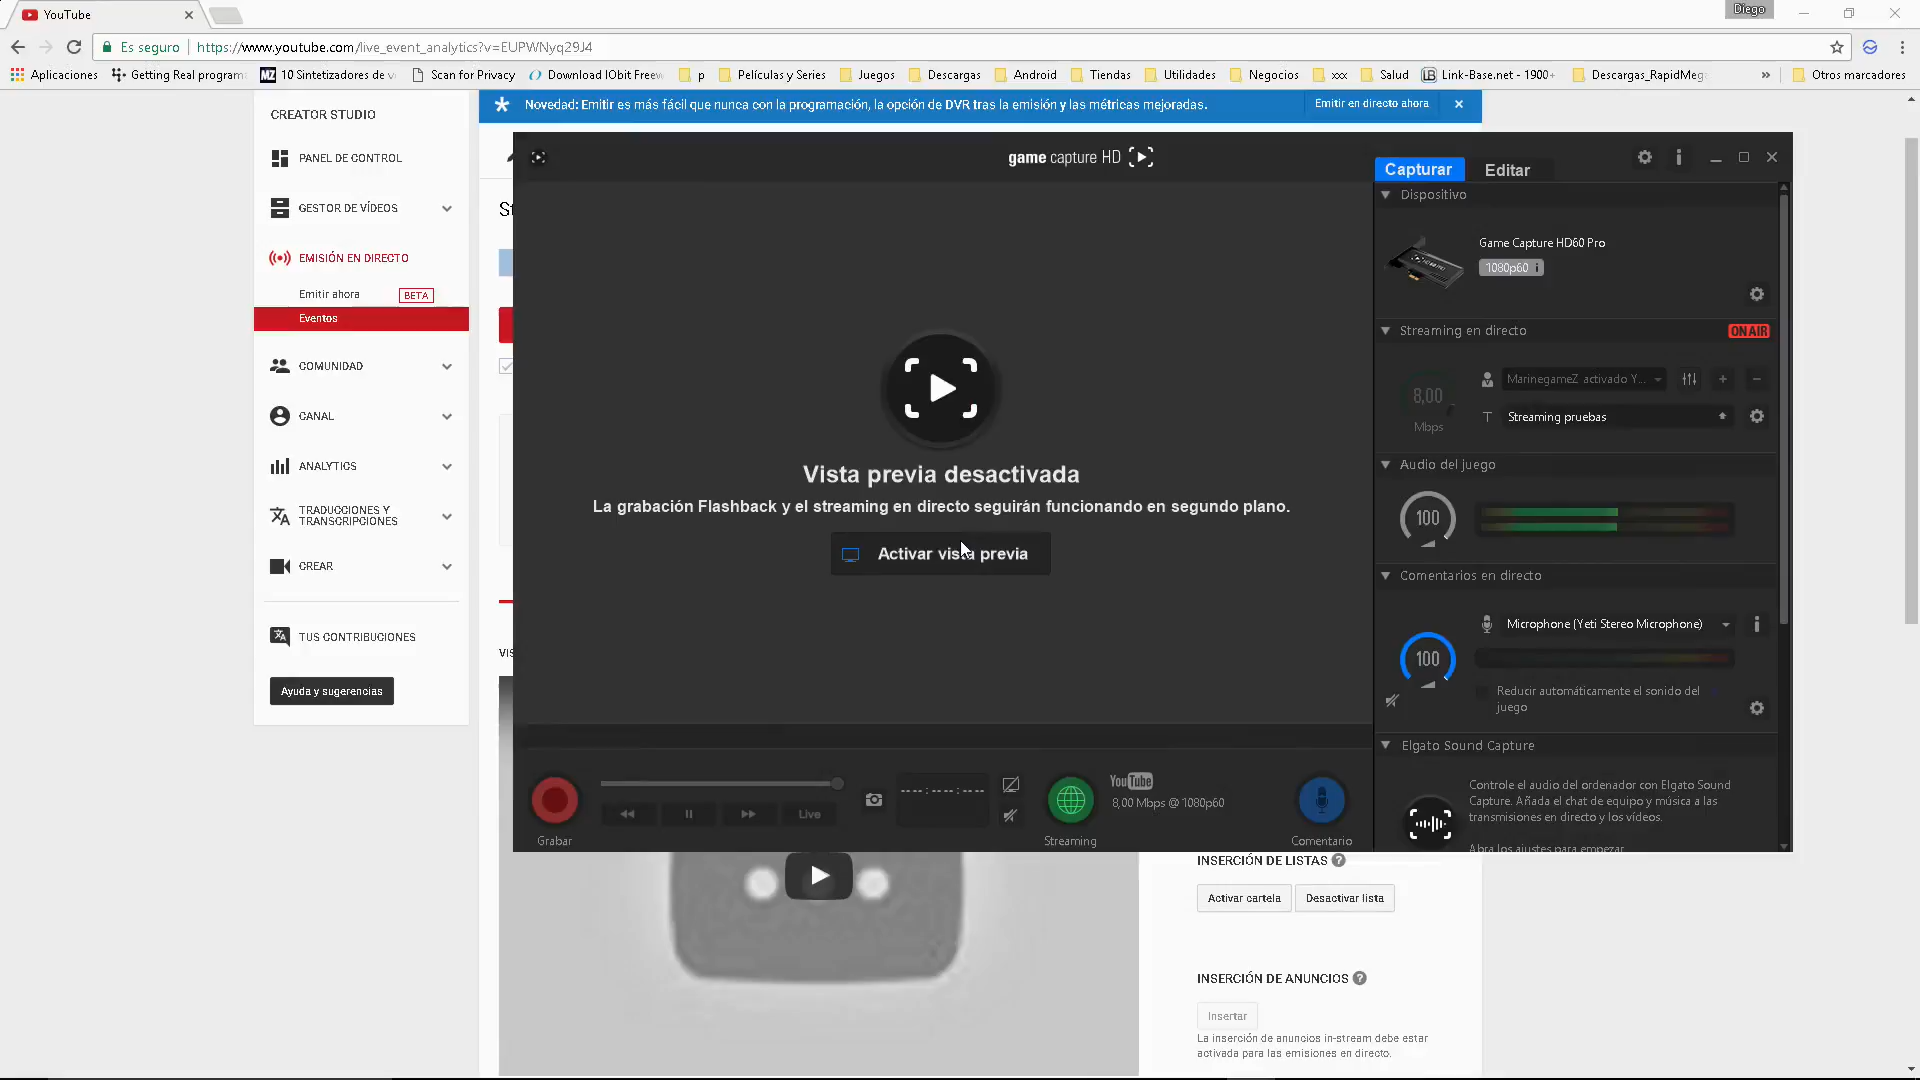 YouTube
Diego
Es seguro
https://www.youtube.com/live_event_analytics?v=EUPWNyq29J4
Aplicaciones
Getting Real program
10 Sintetizadores de v
Scan for Privacy
Download IObit Freew
p
Películas y Series
Juegos
Descargas
Android
Tiendas
Utilidades
Negocios
xxx
Salud
Link-Base.net - 1900+
Descargas_RapidMeg
»
Otros marcadores
CREATOR STUDIO
PANEL DE CONTROL
GESTOR DE VÍDEOS
EMISIÓN EN DIRECTO
Emitir ahora
BETA
Eventos
COMUNIDAD
CANAL
ANALYTICS
TRADUCCIONES Y
TRANSCRIPCIONES
CREAR
TUS CONTRIBUCIONES
Ayuda y sugerencias
Novedad: Emitir es más fácil que nunca con la programación, la opción de DVR tras la emisión y las métricas mejoradas.
Emitir en directo ahora
St
VIS
game capture HD
Vista previa desactivada
La grabación Flashback y el streaming en directo seguirán funcionando en segundo plano.
Activar vista previa
Capturar
Editar
Dispositivo
Game Capture HD60 Pro
1080p60 i
Streaming en directo
ON AIR
8,00
Mbps
MarinegameZ activado Y...
T
Streaming pruebas
Audio del juego
100
Comentarios en directo
Microphone (Yeti Stereo Microphone)
100
Reducir automáticamente el sonido del
juego
Elgato Sound Capture
Controle el audio del ordenador con Elgato Sound
Capture. Añada el chat de equipo y música a las
transmisiones en directo y los vídeos.
Abra los ajustes para empezar.
Grabar
Live
----:----:----
Streaming
YouTube
8,00 Mbps @ 1080p60
Comentario
INSERCIÓN DE LISTAS ?
Activar cartela
Desactivar lista
INSERCIÓN DE ANUNCIOS ?
Insertar
La inserción de anuncios in-stream debe estar
activada para las emisiones en directo.